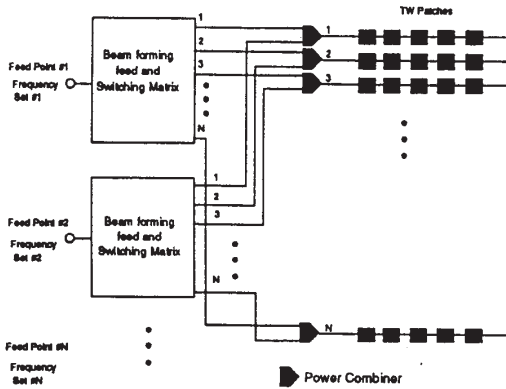 TW Patches
1
1
2
2
3
3
N
Feed Point #1
Frequency
Set #1
Beam forming
feed and
Switching Matrix
1
2
3
N
Feed Point #2
Frequency
Set #2
Beam forming
feed and
Switching Matrix
N
Feed Point #N
Frequency
Set #N
Power Combiner